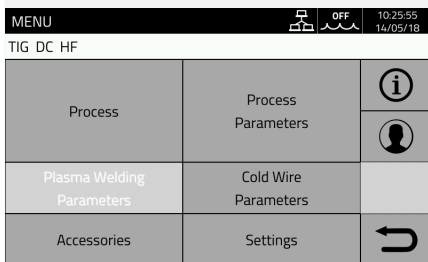 MENU
OFF
10:25:55
14/05/18
TIG DC HF
Process
Process
Parameters
Plasma Welding
Parameters
Cold Wire
Parameters
Accessories
Settings